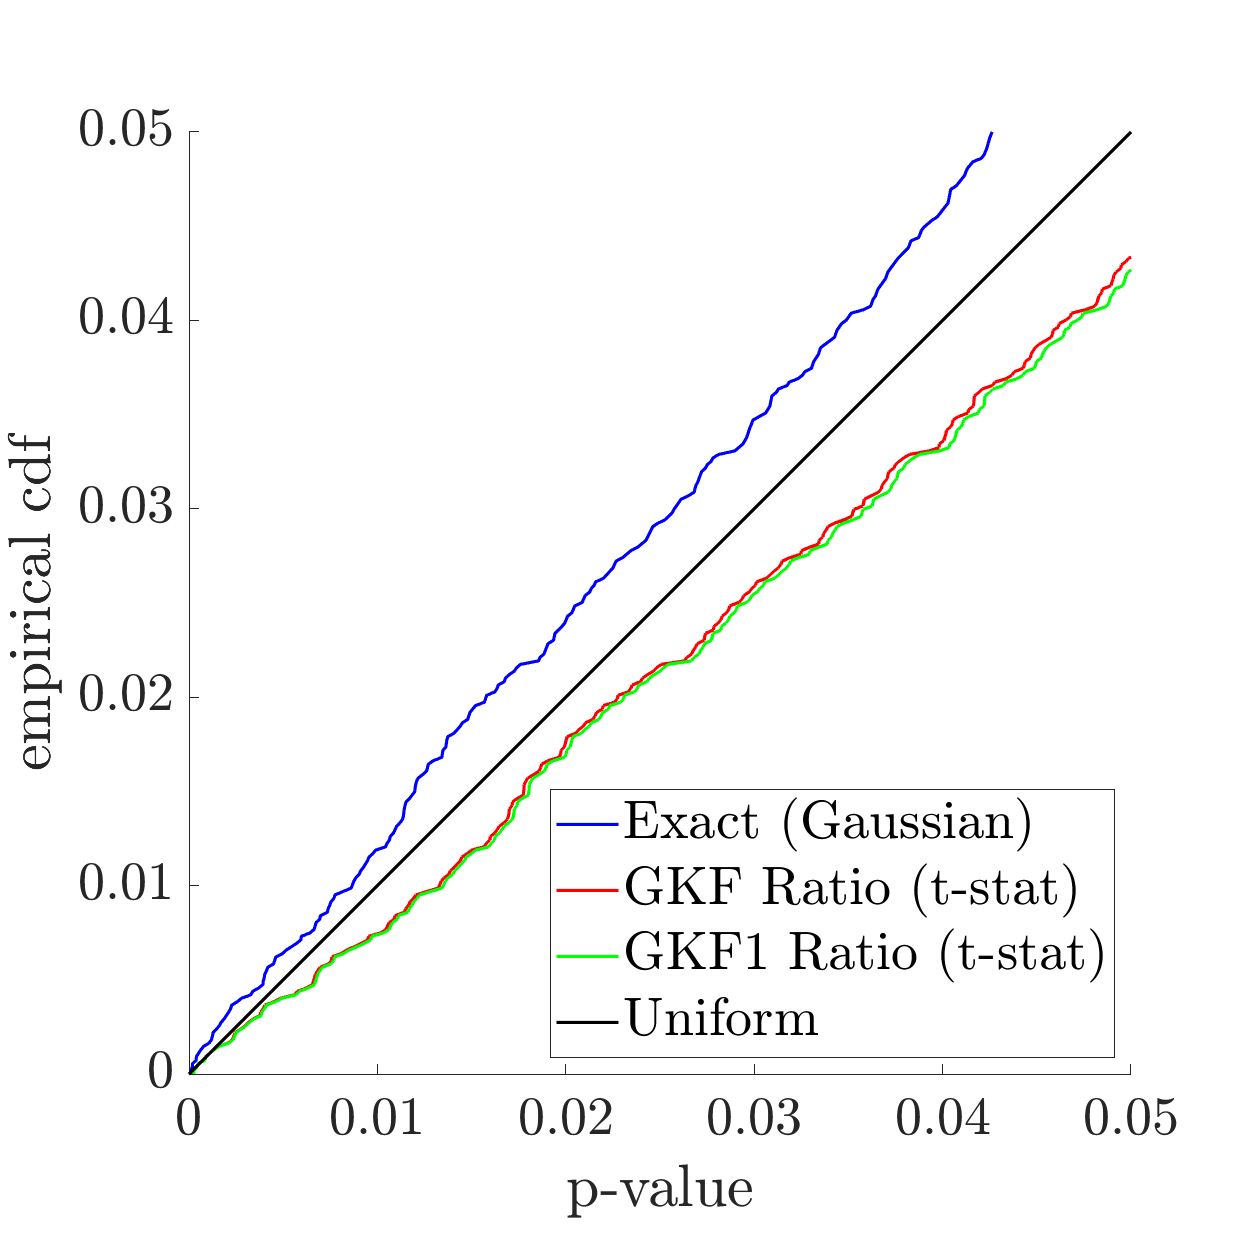 0.05
0.04
0.03
0.02
0.01
0
empirical cdf
Exact (Gaussian)
GKF Ratio (t-stat)
GKF1 Ratio (t-stat)
Uniform
0 0.01 0.02 0.03 0.04 0.05
p-value